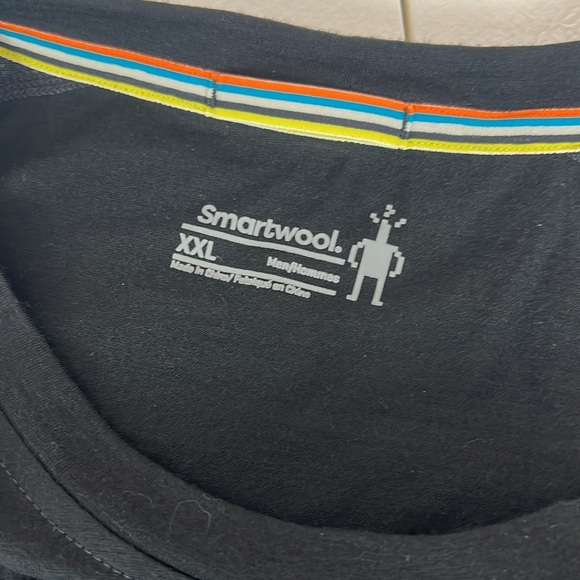 Smartwool.
XXL Men/Hommes
Made in China/ Fabriqué en Chine